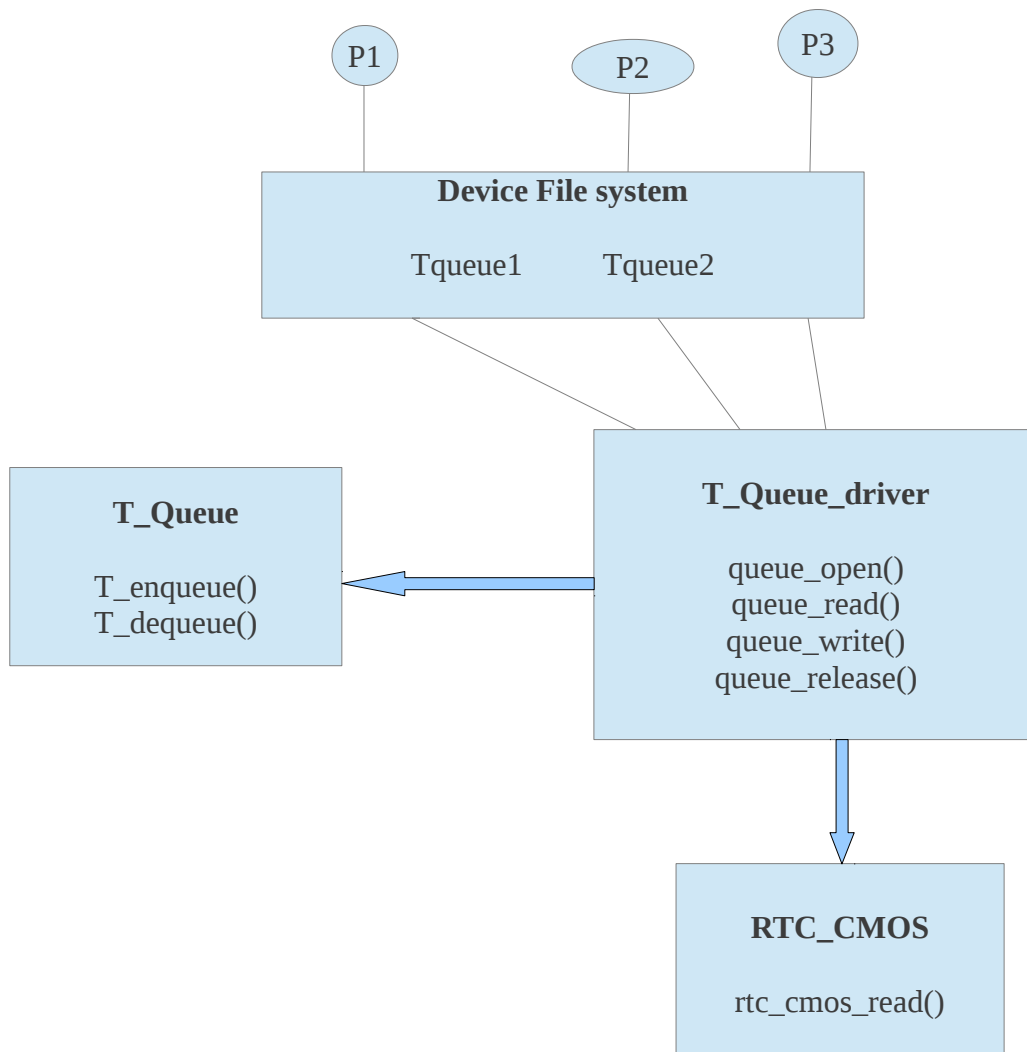 P1
P2
P3
Device File system
Tqueue1 Tqueue2
T_Queue
T_enqueue()
T_dequeue()
T_Queue_driver
queue_open()
queue_read()
queue_write()
queue_release()
RTC_CMOS
rtc_cmos_read()